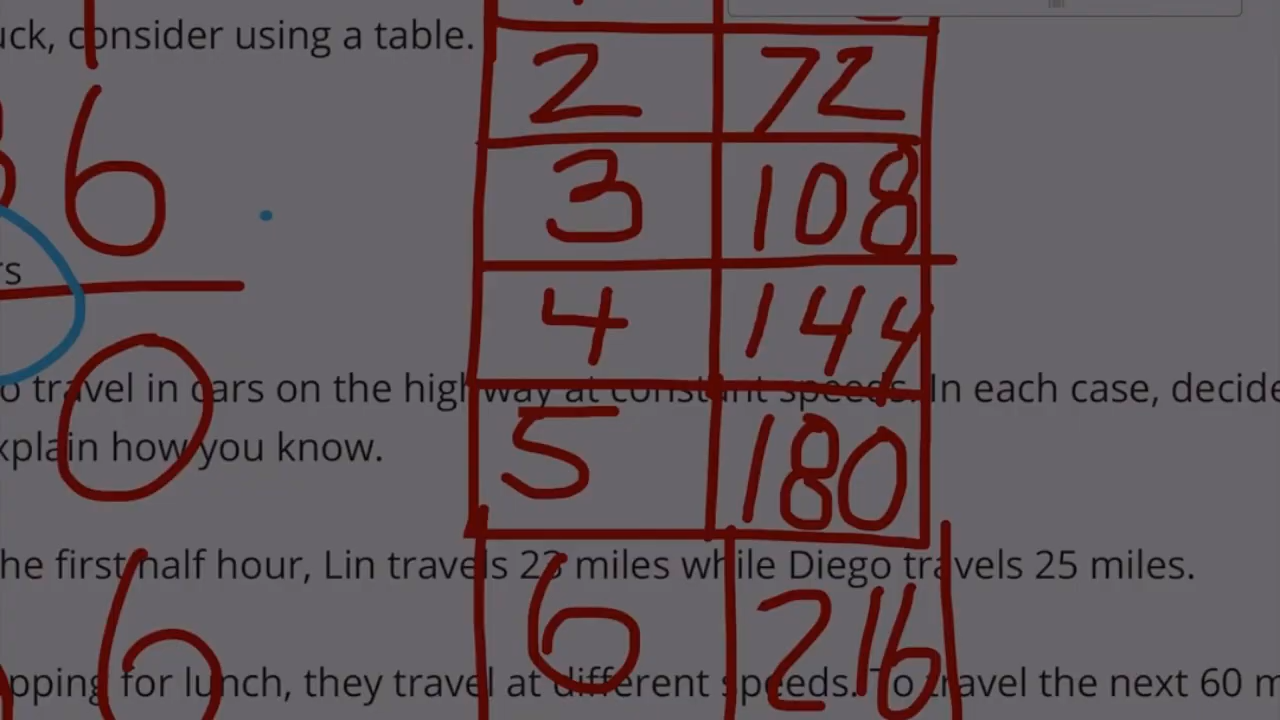 uck, consider using a table.
2 72
6
3 108
rs
4 144
o travel in cars on the highway at constant speeds. In each case, decide
0
xplain how you know.
5 180
he first half hour, Lin travels 23 miles while Diego travels 25 miles.
6
6 216
pping for lunch, they travel at different speeds. To travel the next 60 m